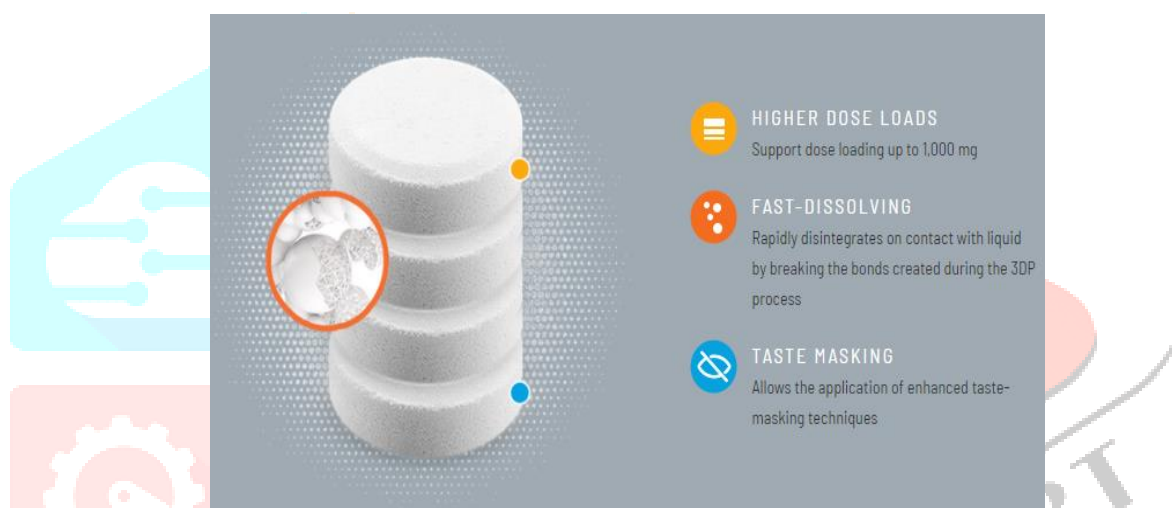 HIGHER DOSE LOADS
Support dose loading up to 1,000 mg
FAST-DISSOLVING
Rapidly disintegrates on contact with liquid
by breaking the bonds created during the 3DP
process
TASTE MASKING
Allows the application of enhanced taste-
masking techniques